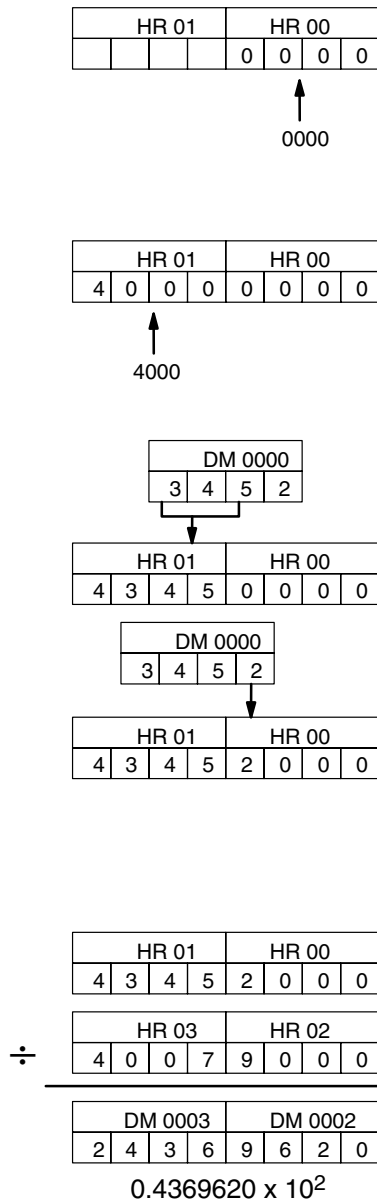 HR 01 HR 00
0 0 0 0
0000
HR 01 HR 00
4 0 0 0 0 0 0 0
4000
DM 0000
3 4 5 2
HR 01 HR 00
4 3 4 5 0 0 0 0
DM 0000
3 4 5 2
HR 01 HR 00
4 3 4 5 2 0 0 0
HR 01 HR 00
4 3 4 5 2 0 0 0
HR 03 HR 02
÷ 4 0 0 7 9 0 0 0
DM 0003 DM 0002
2 4 3 6 9 6 2 0
0.4369620 x 10²